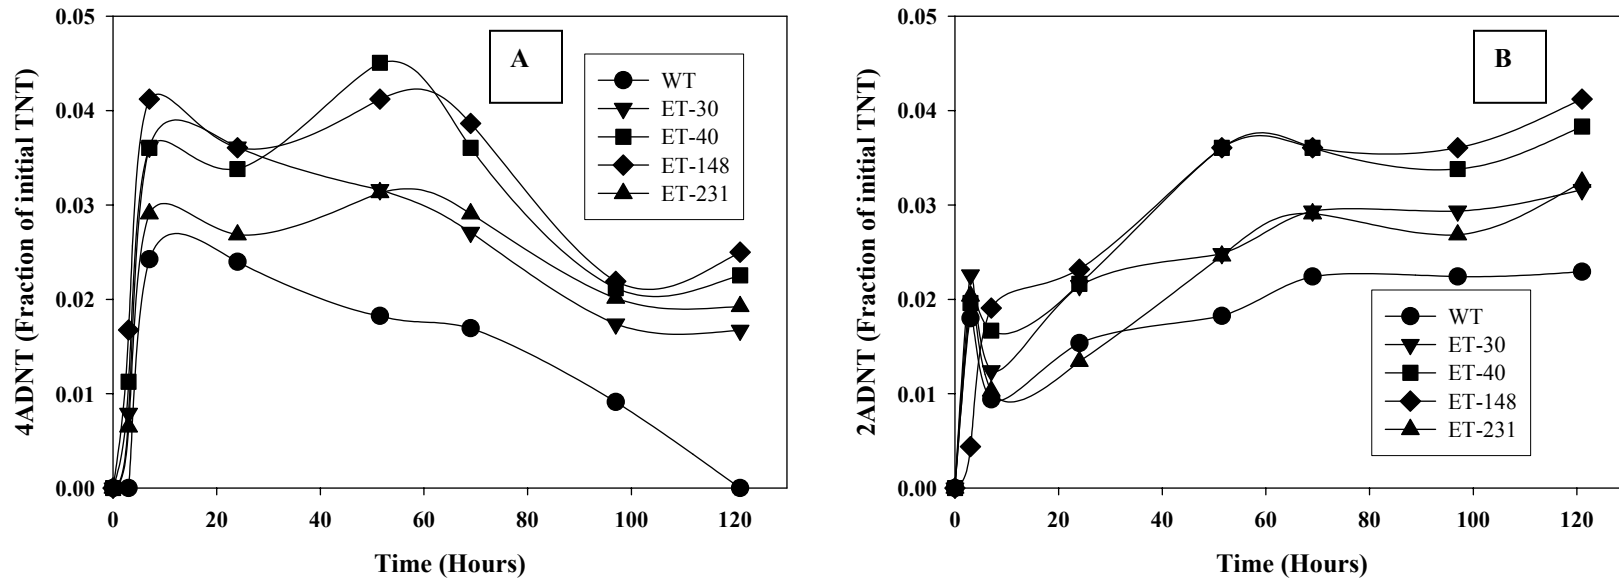 A
4ADNT (Fraction of initial TNT)
0.05
0.04
0.03
0.02
0.01
0.00
0 20 40 60 80 100 120
Time (Hours)
WT
ET-30
ET-40
ET-148
ET-231
B
2ADNT (Fraction of initial TNT)
0.05
0.04
0.03
0.02
0.01
0.00
0 20 40 60 80 100 120
Time (Hours)
WT
ET-30
ET-40
ET-148
ET-231